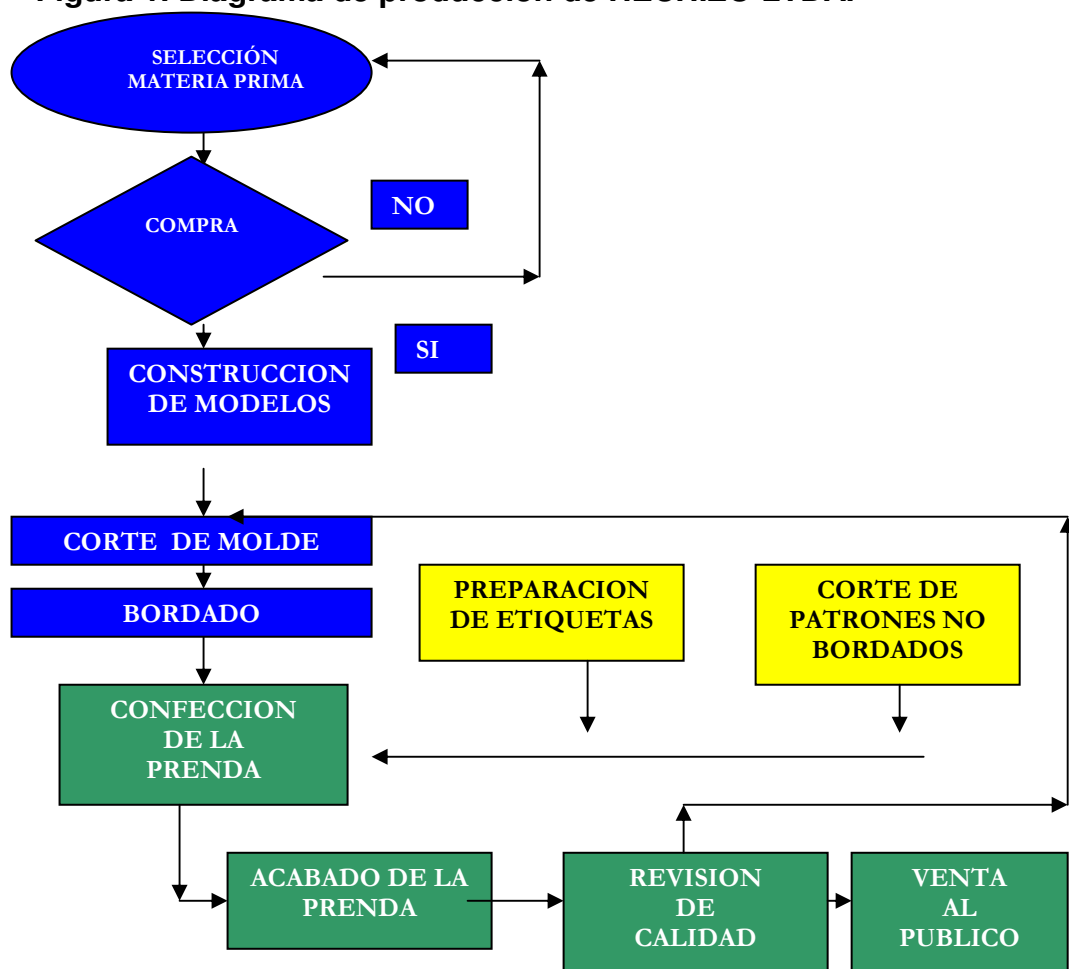 Figura 1. Diagrama de producción de LTDA.
SELECCIÓN
MATERIA PRIMA
COMPRA
NO
SI
CONSTRUCCION
DE MODELOS
CORTE DE MOLDE
BORDADO
PREPARACION
DE ETIQUETAS
CORTE DE
PATRONES NO
BORDADOS
CONFECCION
DE LA
PRENDA
ACABADO DE LA
PRENDA
REVISION
DE
CALIDAD
VENTA
AL
PUBLICO